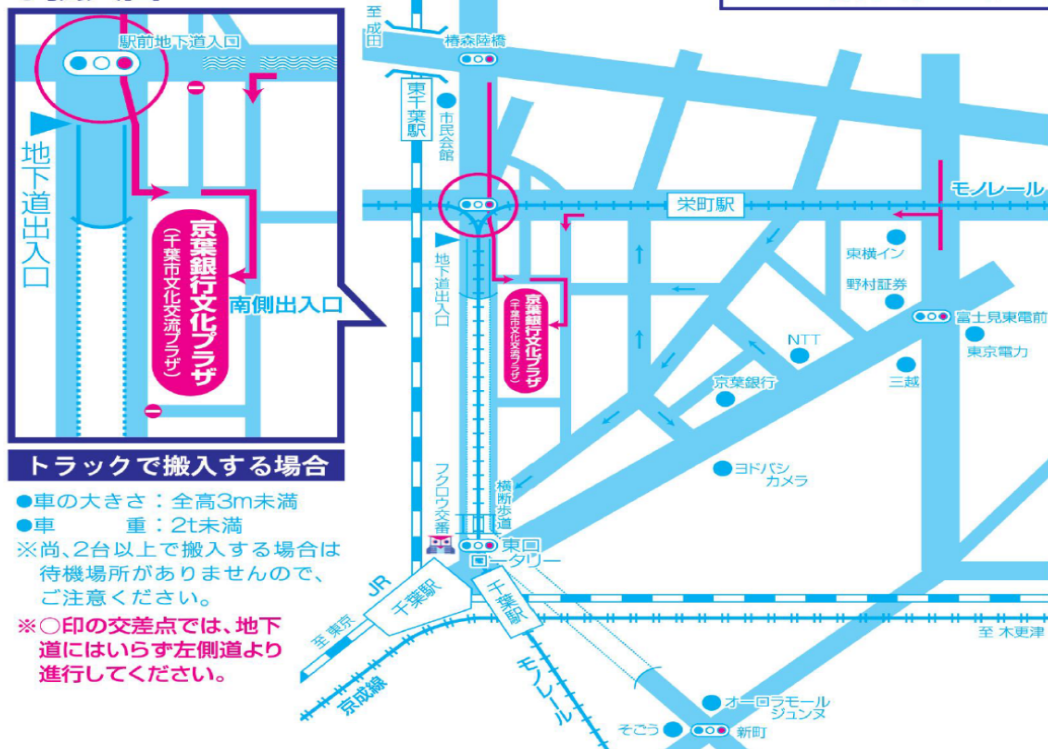 駅前地下道入口
地下道出入口
京葉銀行文化プラザ
(千葉市文化交流プラザ)
南側出入口
トラックで搬入する場合
●車の大きさ：全高3m未満
●車　　　重：2t未満
※尚、2台以上で搬入する場合は
待機場所がありませんので、
ご注意ください。
※○印の交差点では、地下
道にはいらず左側道より
進行してください。
至 成田
椿森陸橋
東千葉駅
市民会館
モノレール
栄町駅
地下道出入口
京葉銀行文化プラザ
(千葉市文化交流プラザ)
東横イン
野村証券
富士見東電前
東京電力
NTT
三越
京葉銀行
ヨドバシ
カメラ
フクロウ交番
横断歩道
東口
ロータリー
JR
千葉駅
千葉駅
至 東京
京成線
モノレール
至 木更津
オーロラモール
ジュンヌ
そごう
新町